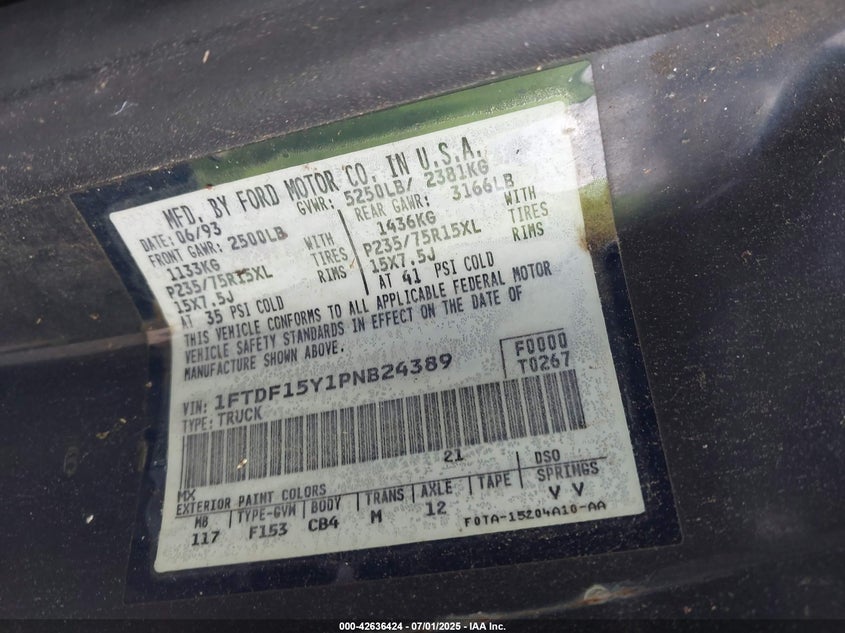 MFD. BY FORD MOTOR CO. IN U.S.A.
DATE: 06/93 GVWR: 5250LB/ 2381KG
FRONT GAWR: 2500LB REAR GAWR: 3166LB
1133KG WITH 1436KG WITH
P235/75R15XL TIRES P235/75R15XL TIRES
15X7.5J RIMS 15X7.5J RIMS
AT 35 PSI COLD AT 41 PSI COLD
THIS VEHICLE CONFORMS TO ALL APPLICABLE FEDERAL MOTOR
VEHICLE SAFETY STANDARDS IN EFFECT ON THE DATE OF
MANUFACTURE SHOWN ABOVE.
VIN: 1FTDF15Y1PNB24389 F0000
TYPE: TRUCK T0267
21
MX
EXTERIOR PAINT COLORS DSO
MB TYPE-GVM BODY TRANS AXLE TAPE SPRINGS
117 F153 CB4 M 12 V V
F0TA-15204A10-AA
000-42636424 - 07/01/2025 - IAA Inc.